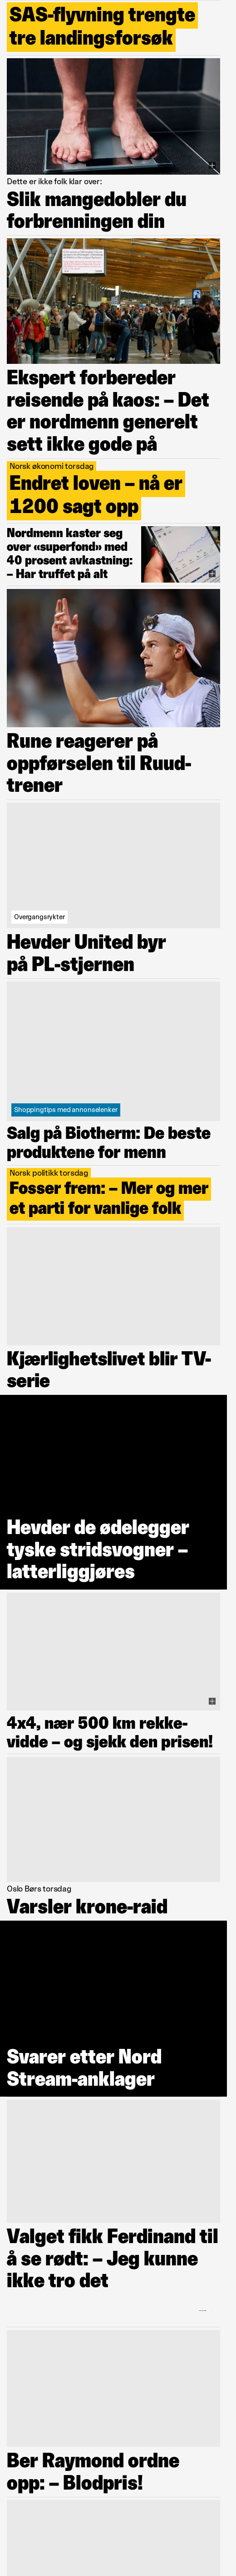 SAS-flyvning trengte
tre landingsforsøk
Dette er ikke folk klar over:
Slik mangedobler du
forbrenningen din
Ekspert forbereder
reisende på kaos: – Det
er nordmenn generelt
sett ikke gode på
Norsk økonomi torsdag
Endret loven – nå er
1200 sagt opp
Nordmenn kaster seg
over «superfond» med
40 prosent avkastning:
– Har truffet på alt
Rune reagerer på
oppførselen til Ruud-
trener
Overgangsrykter
Hevder United byr
på PL-stjernen
Shoppingtips med annonselenker
Salg på Biotherm: De beste
produktene for menn
Norsk politikk torsdag
Fosser frem: – Mer og mer
et parti for vanlige folk
Kjærlighetslivet blir TV-
serie
Hevder de ødelegger
tyske stridsvogner –
latterliggjøres
4x4, nær 500 km rekke-
vidde – og sjekk den prisen!
Oslo Børs torsdag
Varsler krone-raid
Svarer etter Nord
Stream-anklager
Valget fikk Ferdinand til
å se rødt: – Jeg kunne
ikke tro det
Ber Raymond ordne
opp: – Blodpris!